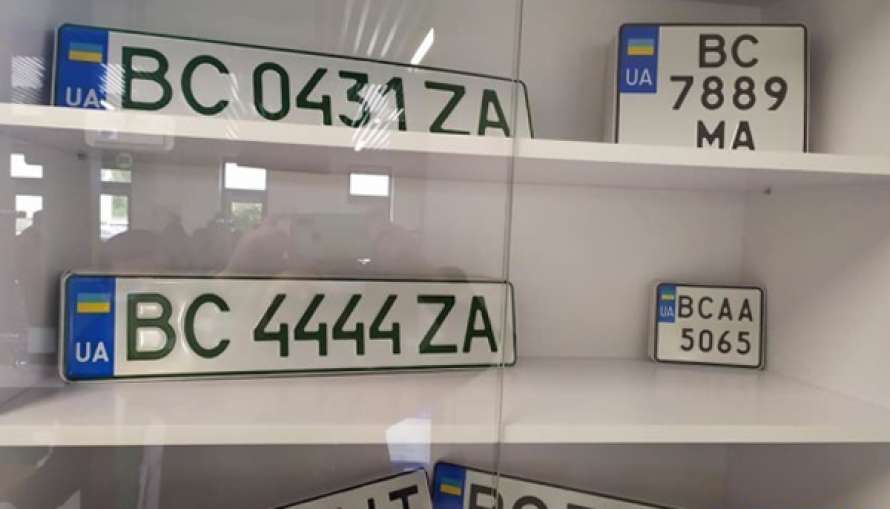 UA BC 0431 ZA
UA BC
7889
MA
UA BC 4444 ZA
UA BCAA
5065